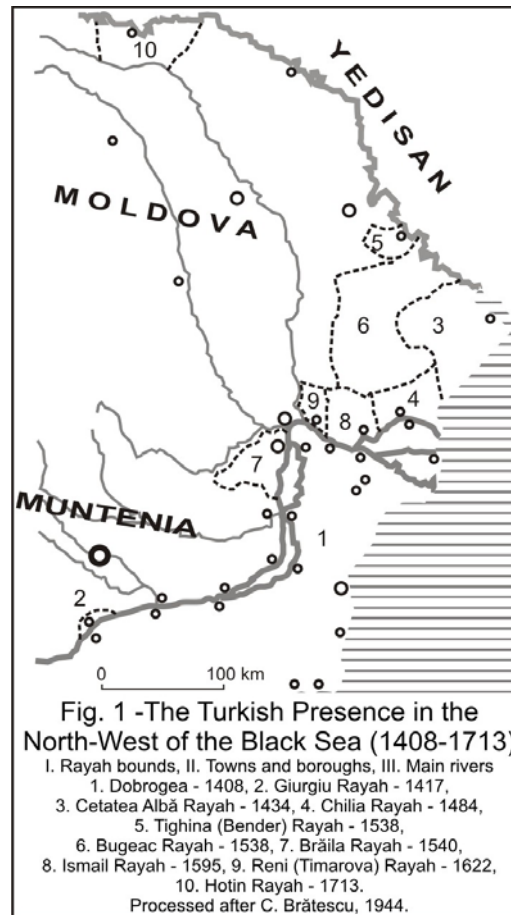 10
YEDISAN
MOLDOVA
5
6
3
9
8
4
7
MUNTENIA
1
2
0 100 km
Fig. 1 -The Turkish Presence in the
North-West of the Black Sea (1408-1713)
I. Rayah bounds, II. Towns and boroughs, III. Main rivers
1. Dobrogea - 1408, 2. Giurgiu Rayah - 1417,
3. Cetatea Albă Rayah - 1434, 4. Chilia Rayah - 1484,
5. Tighina (Bender) Rayah - 1538,
6. Bugeac Rayah - 1538, 7. Brăila Rayah - 1540,
8. Ismail Rayah - 1595, 9. Reni (Timarova) Rayah - 1622,
10. Hotin Rayah - 1713.
Processed after C. Brătescu, 1944.